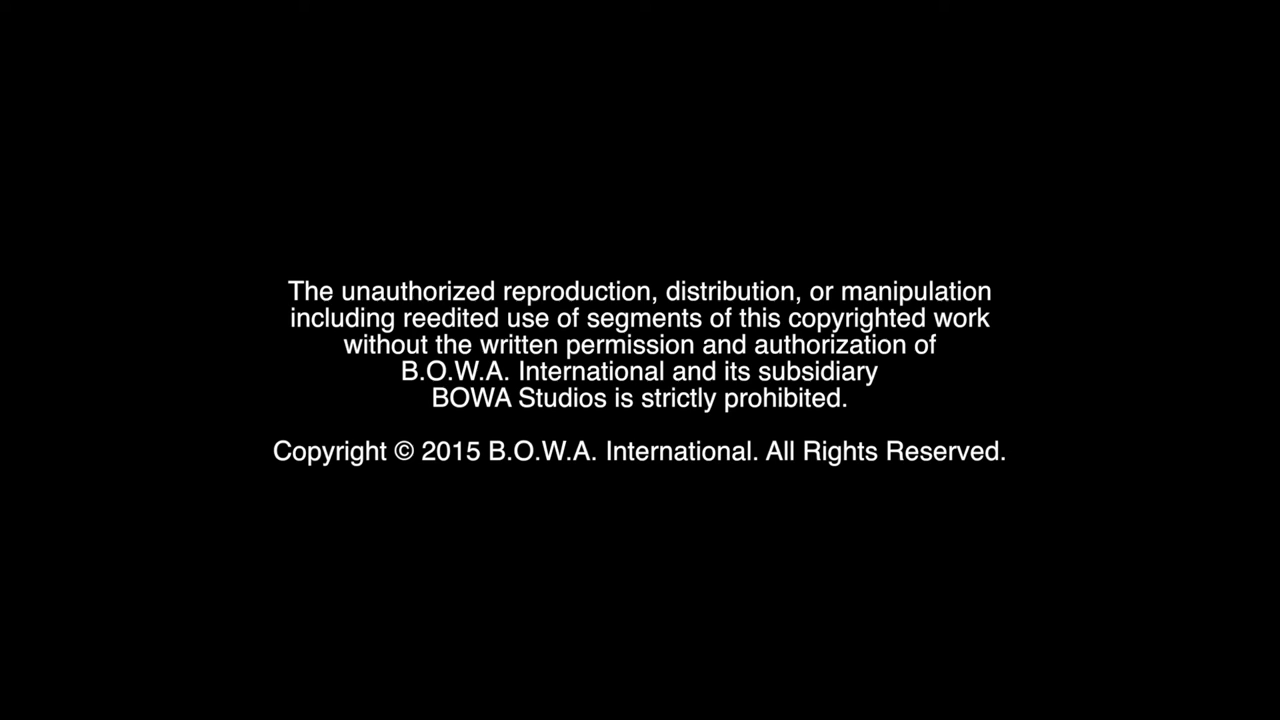 The unauthorized reproduction, distribution, or manipulation
including reedited use of segments of this copyrighted work
without the written permission and authorization of
B.O.W.A. International and its subsidiary
BOWA Studios is strictly prohibited.
Copyright © 2015 B.O.W.A. International. All Rights Reserved.